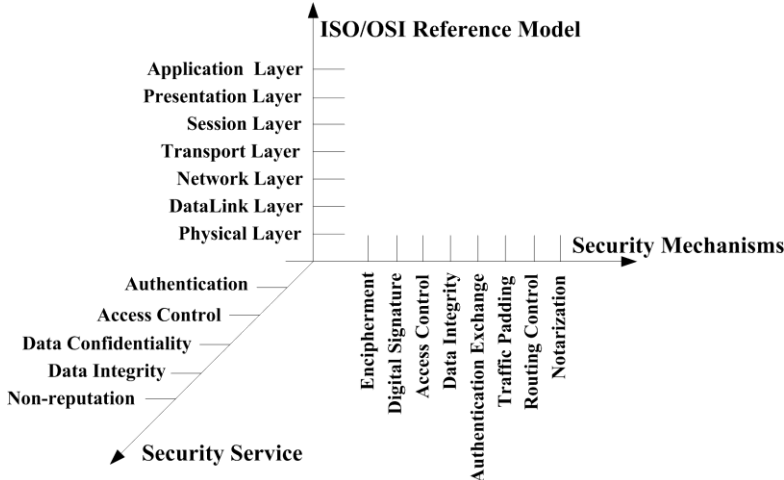 ISO/OSI Reference Model
Application Layer
Presentation Layer
Session Layer
Transport Layer
Network Layer
DataLink Layer
Physical Layer
Security Mechanisms
Encipherment
Digital Signature
Access Control
Data Integrity
Authentication Exchange
Traffic Padding
Routing Control
Notarization
Authentication
Access Control
Data Confidentiality
Data Integrity
Non-reputation
Security Service